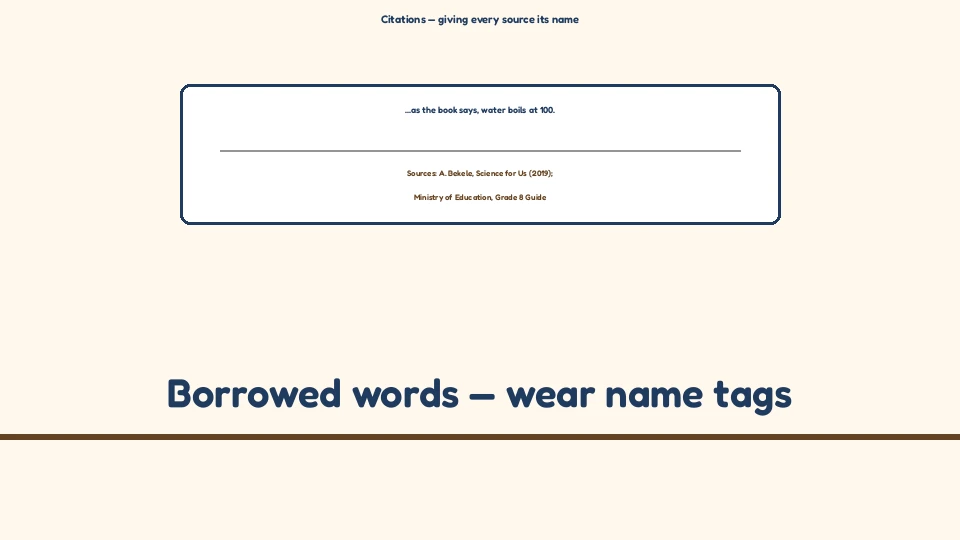 Citations — giving every source its name
...as the book says, water boils at 100.
Sources: A. Bekele, Science for Us (2019);
Ministry of Education, Grade 8 Guide
Borrowed words — wear name tags